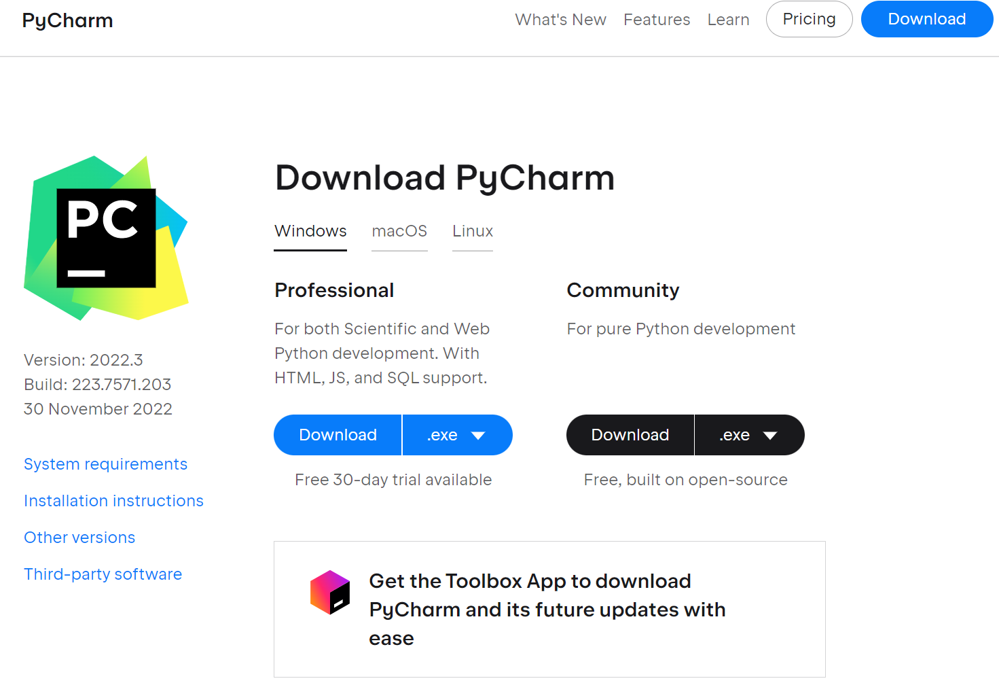 PyCharm
What's New Features Learn Pricing Download
PC
Version: 2022.3
Build: 223.7571.203
30 November 2022
System requirements
Installation instructions
Other versions
Third-party software
Download PyCharm
Windows macOS Linux
Professional
For both Scientific and Web
Python development. With
HTML, JS, and SQL support.
Download .exe
Free 30-day trial available
Community
For pure Python development
Download .exe
Free, built on open-source
Get the Toolbox App to download
PyCharm and its future updates with
ease